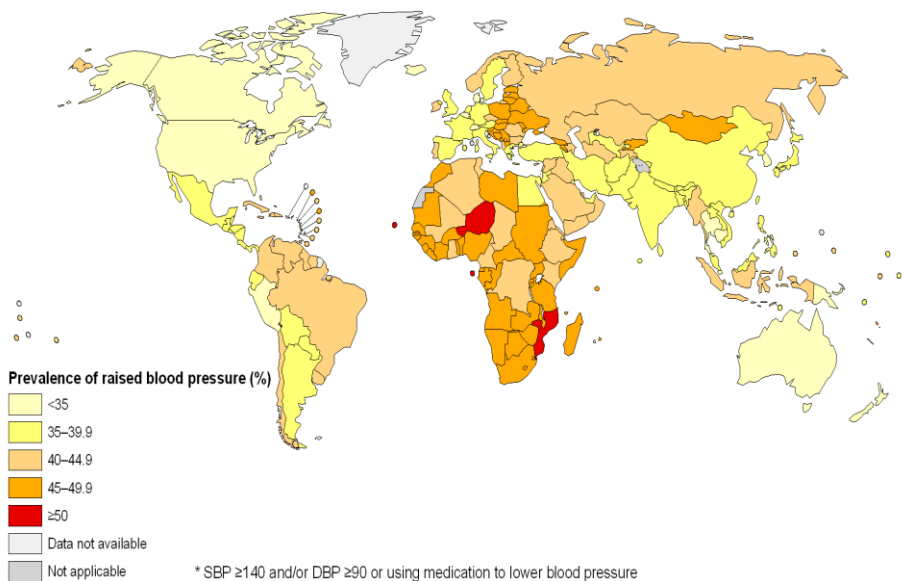 Prevalence of raised blood pressure (%)
<35
35–39.9
40–44.9
45–49.9
≥50
Data not available
Not applicable
* SBP ≥140 and/or DBP ≥90 or using medication to lower blood pressure